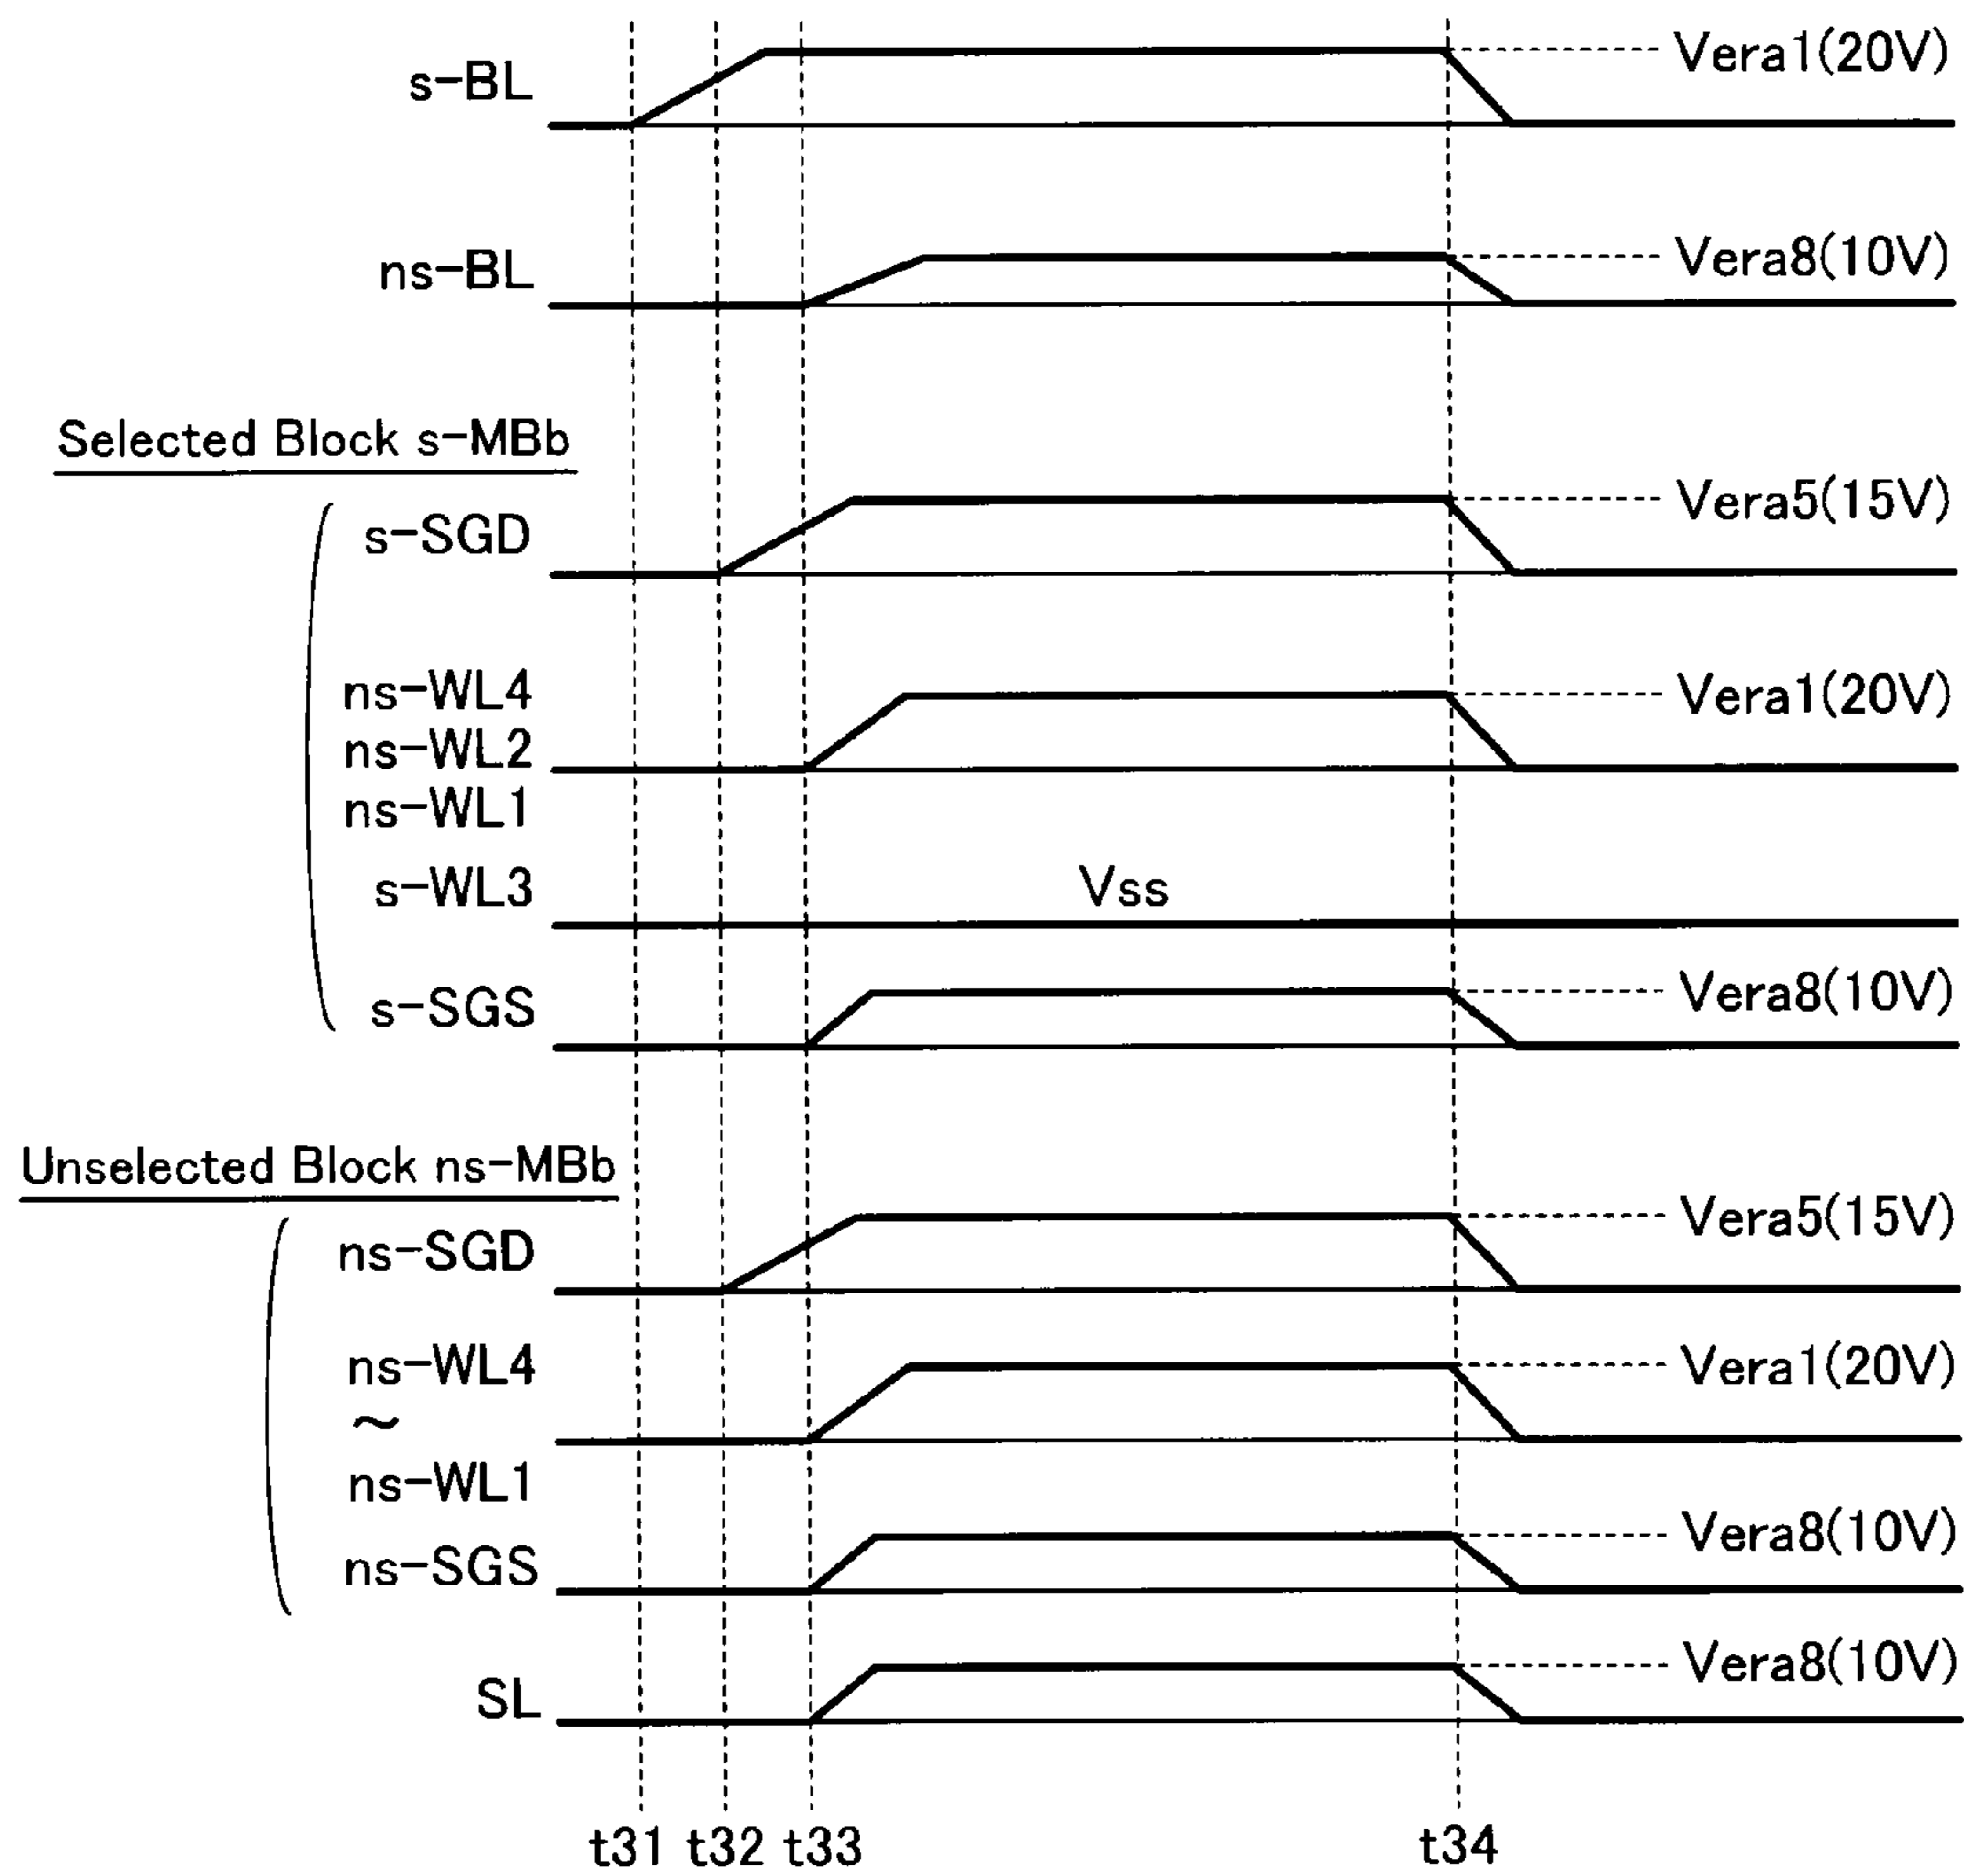 s-BL
Vera1(20V)
ns-BL
Vera8(10V)
Selected Block s-MBb
s-SGD
Vera5(15V)
ns-WL4
ns-WL2
ns-WL1
Vera1(20V)
s-WL3
Vss
s-SGS
Vera8(10V)
Unselected Block ns-MBb
ns-SGD
Vera5(15V)
ns-WL4
~
ns-WL1
Vera1(20V)
ns-SGS
Vera8(10V)
SL
Vera8(10V)
t31 t32 t33 t34